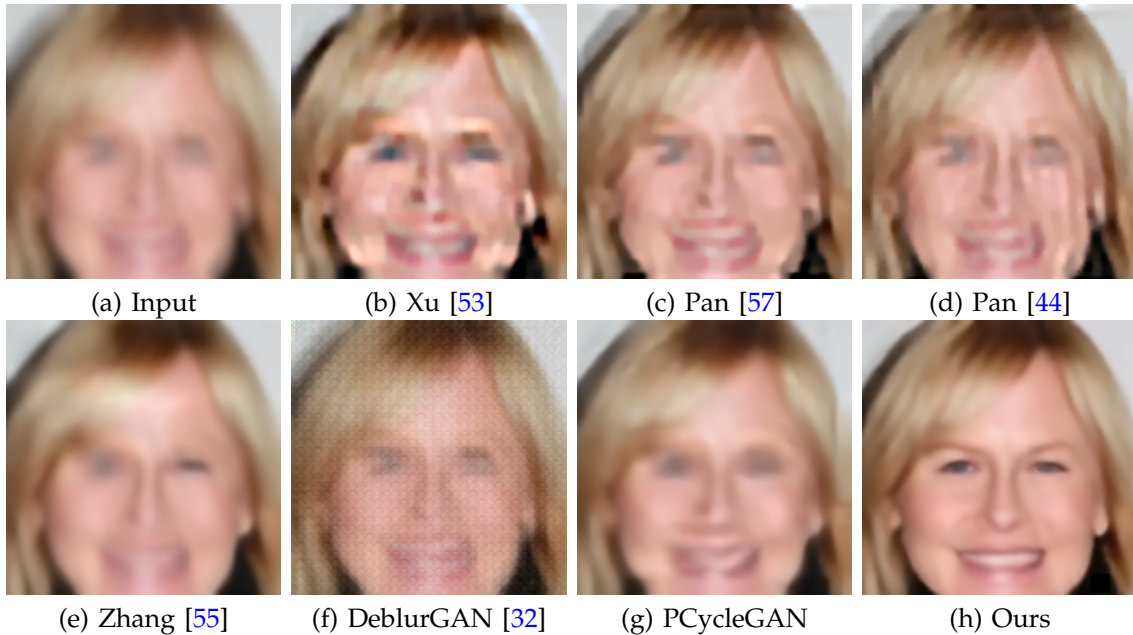 (a) Input
(b) Xu [53]
(c) Pan [57]
(d) Pan [44]
(e) Zhang [55]
(f) DeblurGAN [32]
(g) PCycleGAN
(h) Ours